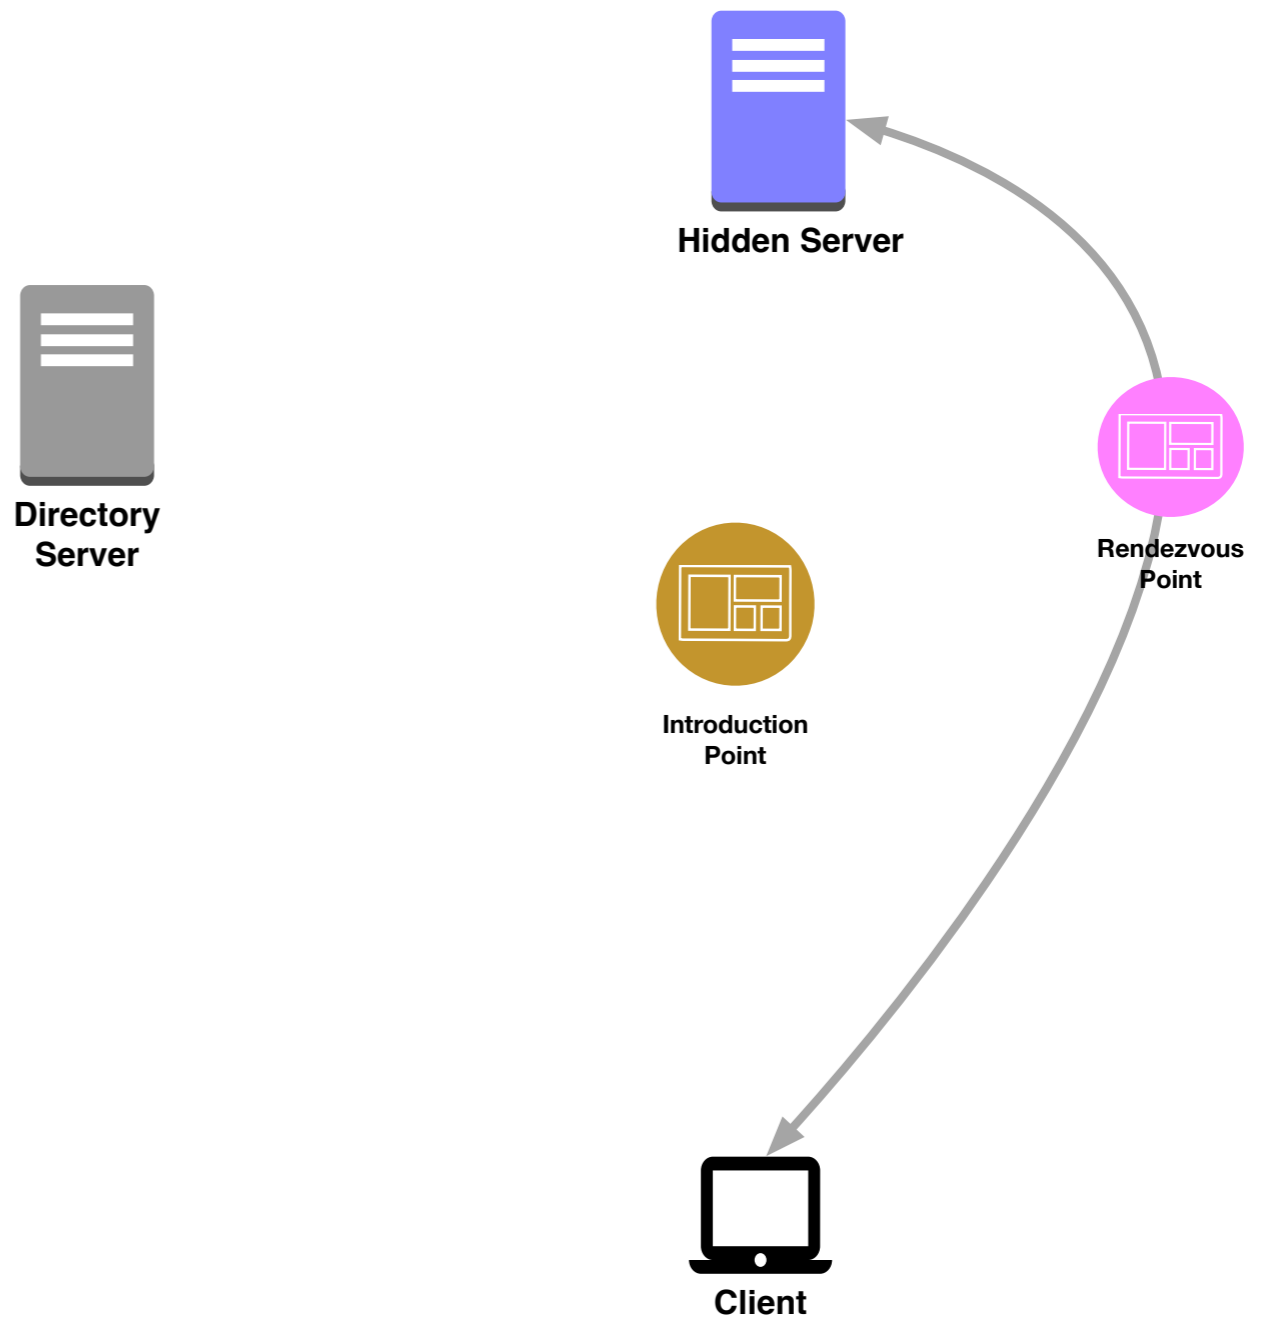 Hidden Server
Directory
Server
Rendezvous
Point
Introduction
Point
Client